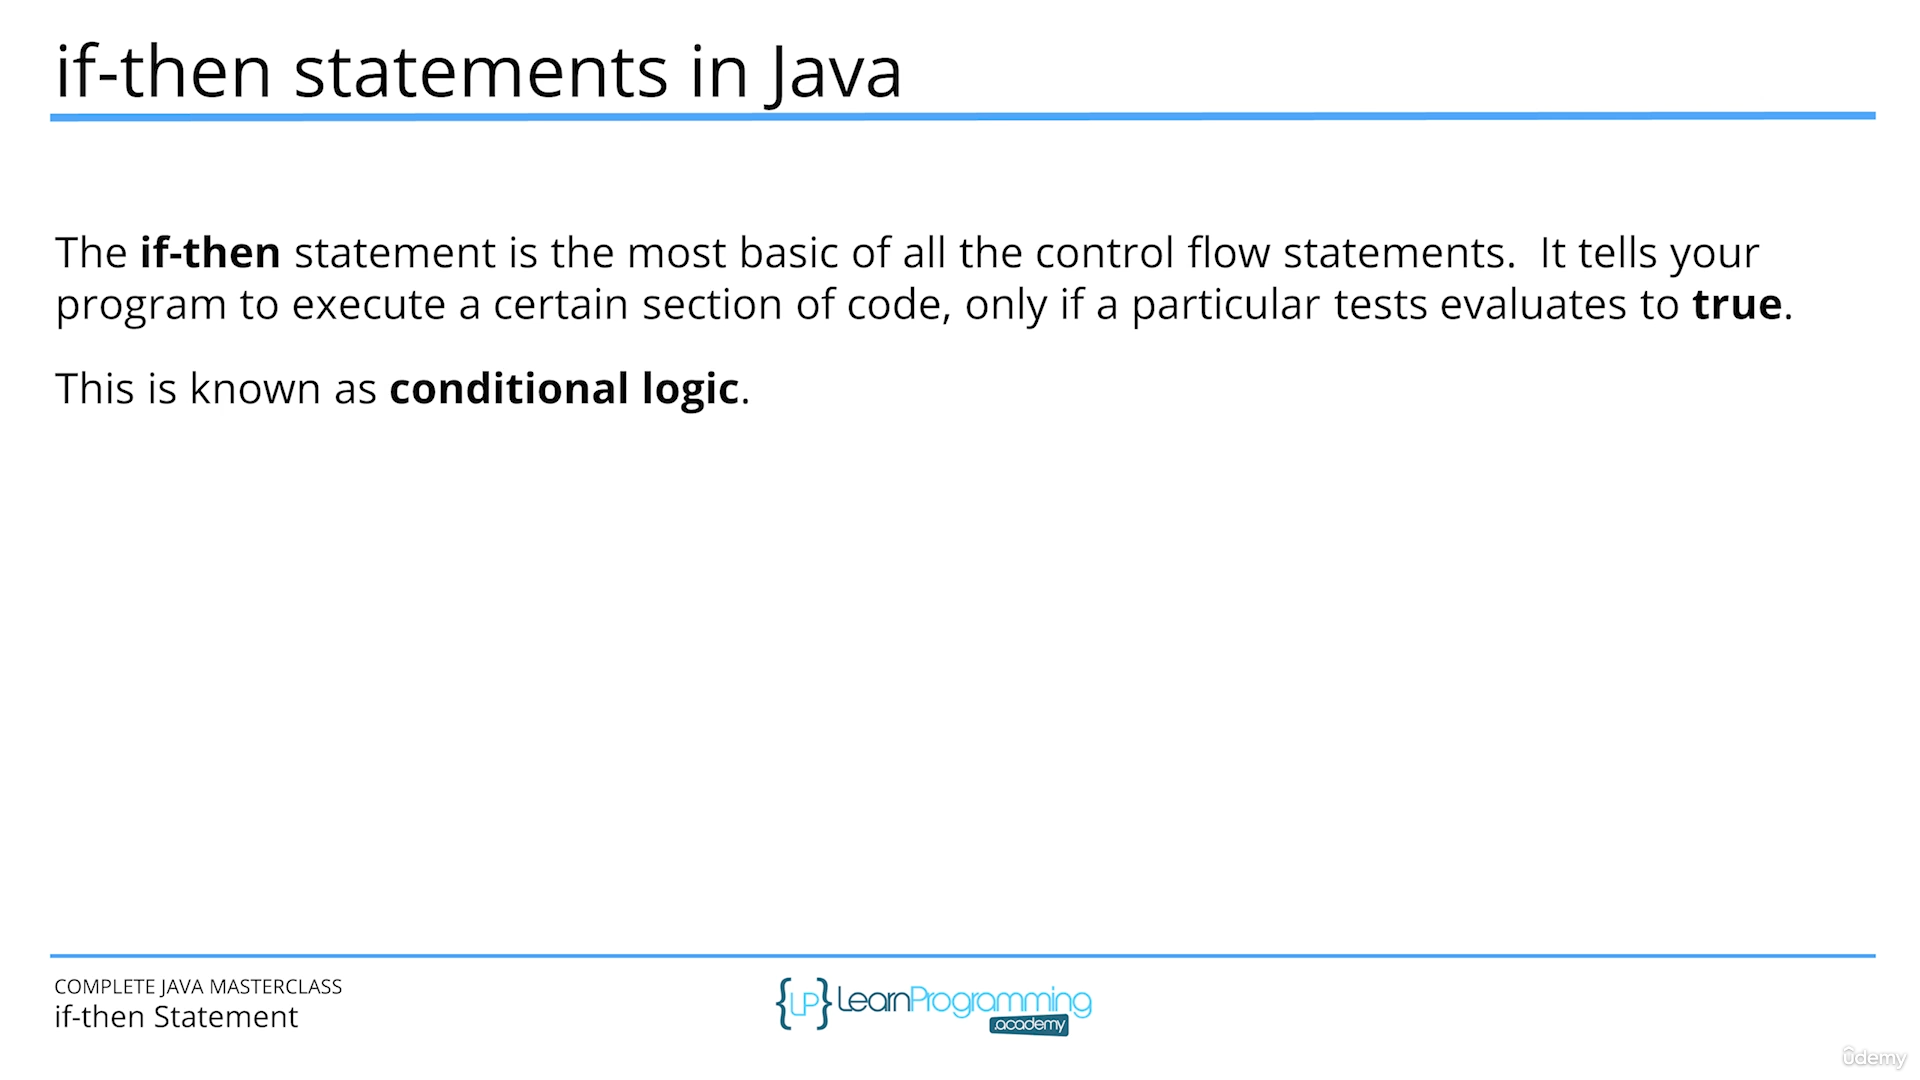 if-then statements in Java
The if-then statement is the most basic of all the control flow statements.  It tells your
program to execute a certain section of code, only if a particular tests evaluates to true.
This is known as conditional logic.
COMPLETE JAVA MASTERCLASS
if-then Statement
{LP} LearnProgramming
.academy
ûdemy